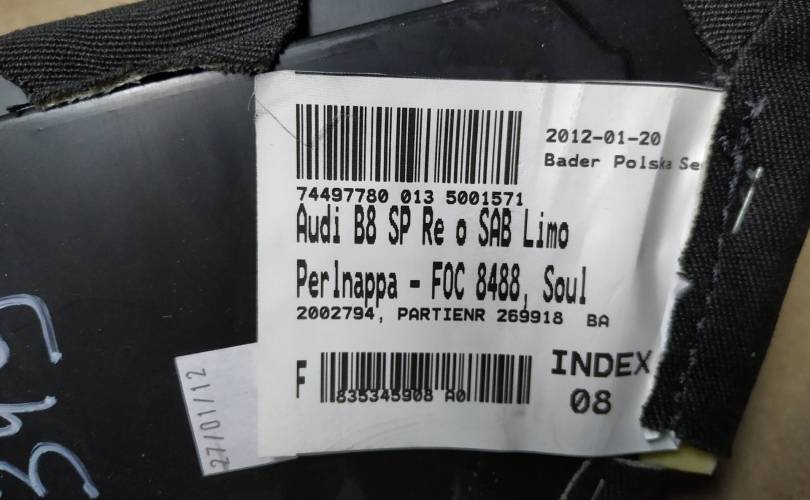 2012-01-20
Bader Polska Se
74497780 013 5001571
Audi B8 SP Re o SAB Limo
Perlnappa - FOC 8488, Soul
2002794, PARTIENR 269918 BA
F
835345908 A0
INDEX
08
27/01/12